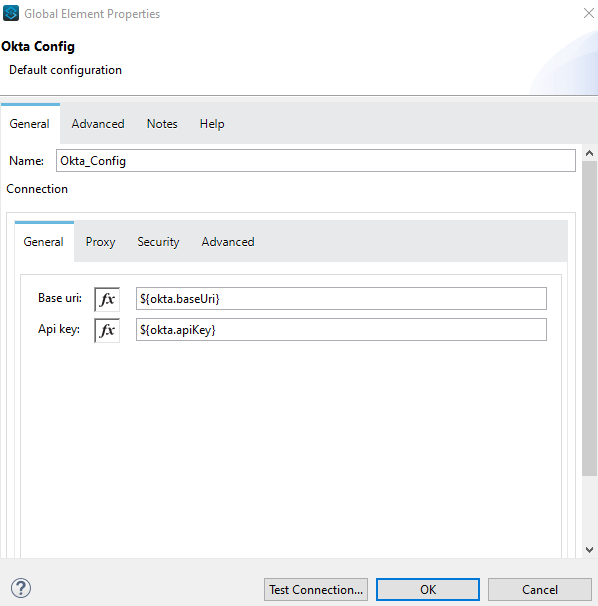 Global Element Properties
Okta Config
Default configuration
General Advanced Notes Help
Name: Okta_Config
Connection
General Proxy Security Advanced
Base uri: fx ${okta.baseUri}
Api key: fx ${okta.apiKey}
? Test Connection... OK Cancel